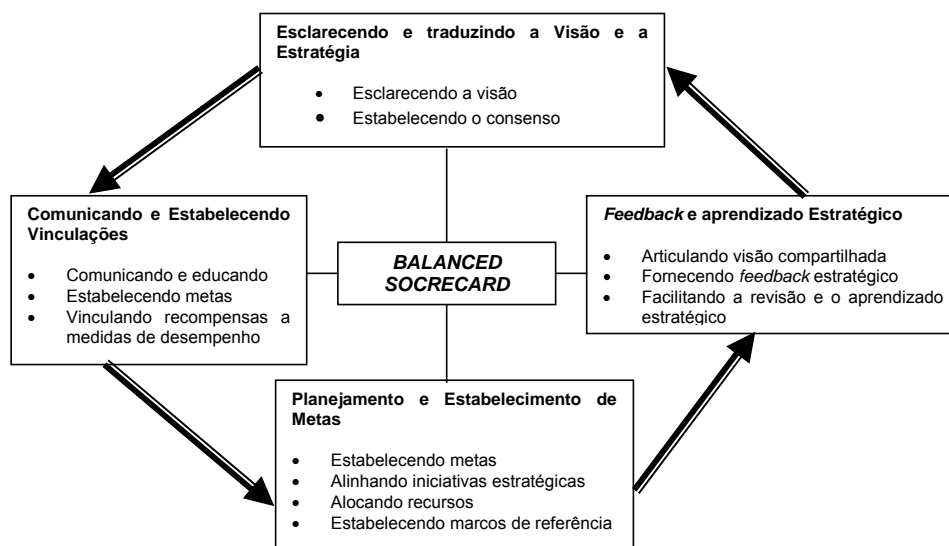 Esclarecendo e traduzindo a Visão e a
Estratégia
• Esclarecendo a visão
• Estabelecendo o consenso
Comunicando e Estabelecendo
Vinculações
• Comunicando e educando
• Estabelecendo metas
• Vinculando recompensas a
medidas de desempenho
BALANCED
SOCRECARD
Feedback e aprendizado Estratégico
• Articulando visão compartilhada
• Fornecendo feedback estratégico
• Facilitando a revisão e o aprendizado
estratégico
Planejamento e Estabelecimento de
Metas
• Estabelecendo metas
• Alinhando iniciativas estratégicas
• Alocando recursos
• Estabelecendo marcos de referência